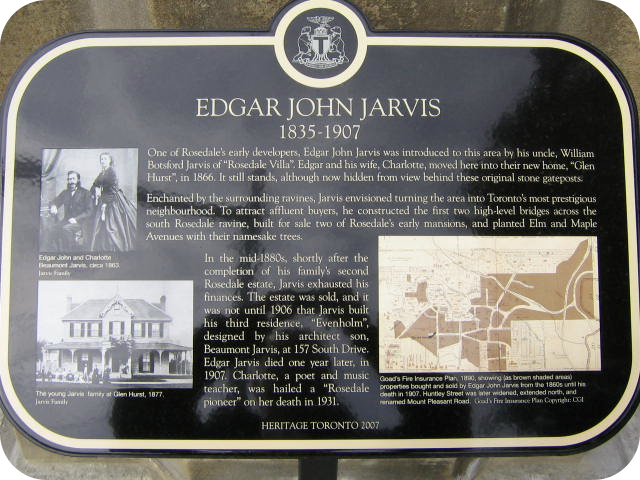 EDGAR JOHN JARVIS
1835-1907
One of Rosedale's early developers, Edgar John Jarvis was introduced to this area by his uncle, William
Botsford Jarvis of "Rosedale Villa". Edgar and his wife, Charlotte, moved here into their new home, "Glen
Hurst", in 1866. It still stands, although now hidden from view behind these original stone gateposts.
Enchanted by the surrounding ravines, Jarvis envisioned turning the area into Toronto's most prestigious
neighbourhood. To attract affluent buyers, he constructed the first two high-level bridges across the
south Rosedale ravine, built for sale two of Rosedale's early mansions, and planted Elm and Maple
Avenues with their namesake trees.
Edgar John and Charlotte
Beaumont Jarvis, circa 1863.
Jarvis Family
In the mid-1880s, shortly after the
completion of his family's second
Rosedale estate, Jarvis exhausted his
finances. The estate was sold, and it
was not until 1906 that Jarvis built
his third residence, "Evenholm",
designed by his architect son,
Beaumont Jarvis, at 157 South Drive.
Edgar Jarvis died one year later, in
1907. Charlotte, a poet and music
teacher, was hailed a "Rosedale
pioneer" on her death in 1931.
The young Jarvis family at Glen Hurst, 1877.
Jarvis Family
Goad's Fire Insurance Plan, 1890, showing (as brown shaded areas)
properties bought and sold by Edgar John Jarvis from the 1860s until his
death in 1907. Huntley Street was later widened, extended north, and
renamed Mount Pleasant Road. Goad's Fire Insurance Plan Copyright: CGI
HERITAGE TORONTO 2007